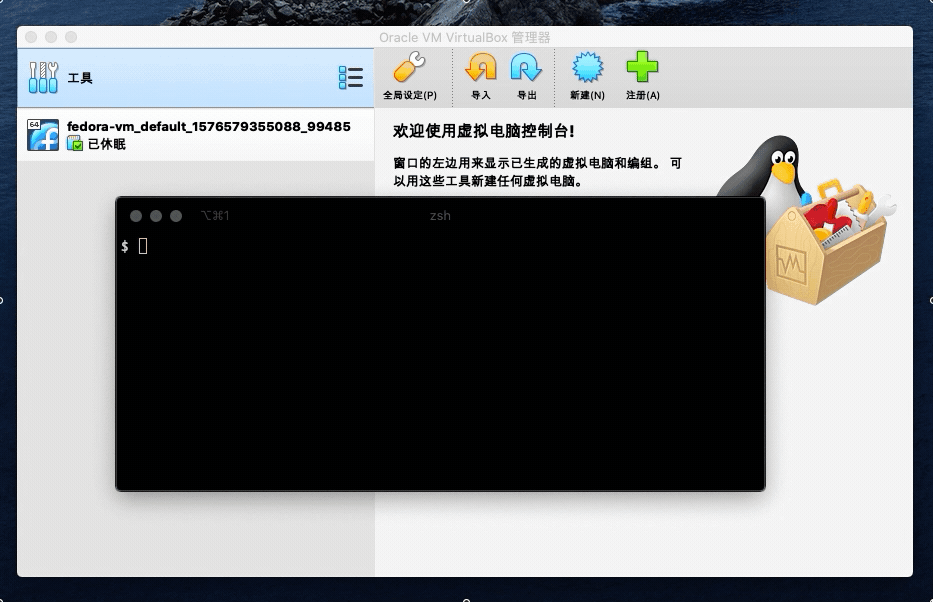 Oracle VM VirtualBox 管理器
工具
全局设定(P)
导入
导出
新建(N)
注册(A)
64
fedora-vm_default_1576579355088_99485
已休眠
欢迎使用虚拟电脑控制台!
窗口的左边用来显示已生成的虚拟电脑和编组。 可
以用这些工具新建任何虚拟电脑。
⌥⌘1
zsh
$